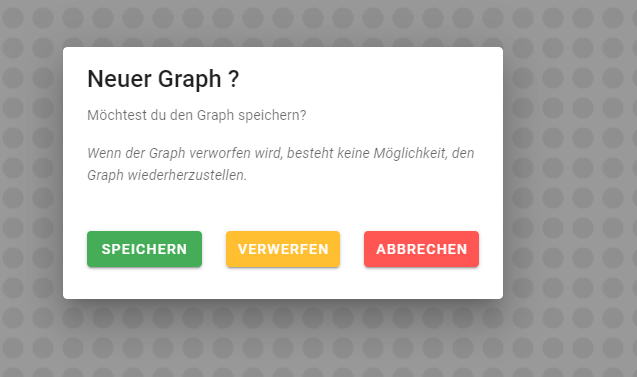 Neuer Graph ?
Möchtest du den Graph speichern?
Wenn der Graph verworfen wird, besteht keine Möglichkeit, den
Graph wiederherzustellen.
SPEICHERN VERWERFEN ABBRECHEN